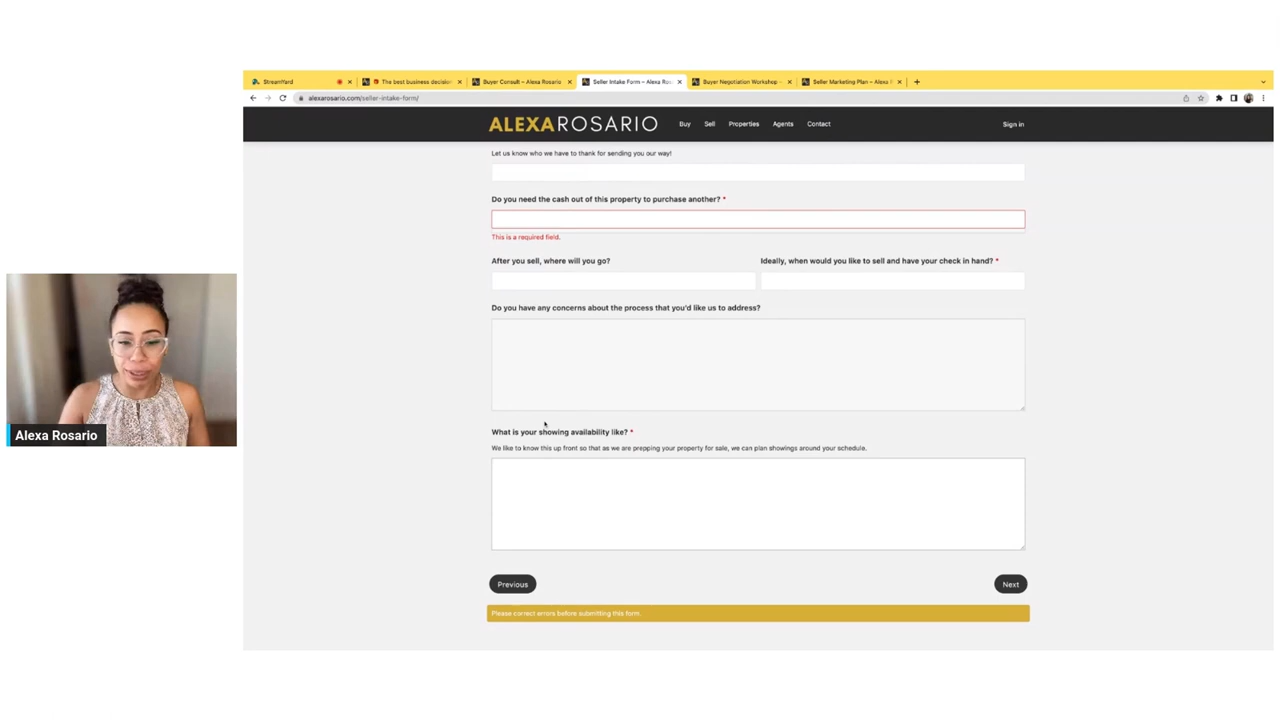 StreamYard
The best business decision
Buyer Consult – Alexa Rosario
Seller Intake Form – Alexa Ros
Buyer Negotiation Workshop -
Seller Marketing Plan – Alexa
alexarosario.com/seller-intake-form/
ALEXAROSARIO
Buy
Sell
Properties
Agents
Contact
Sign in
Let us know who we have to thank for sending you our way!
Do you need the cash out of this property to purchase another? *
This is a required field.
After you sell, where will you go?
Ideally, when would you like to sell and have your check in hand? *
Do you have any concerns about the process that you'd like us to address?
Alexa Rosario
What is your showing availability like? *
We like to know this up front so that as we are prepping your property for sale, we can plan showings around your schedule.
Previous
Next
Please correct errors before submitting this form.